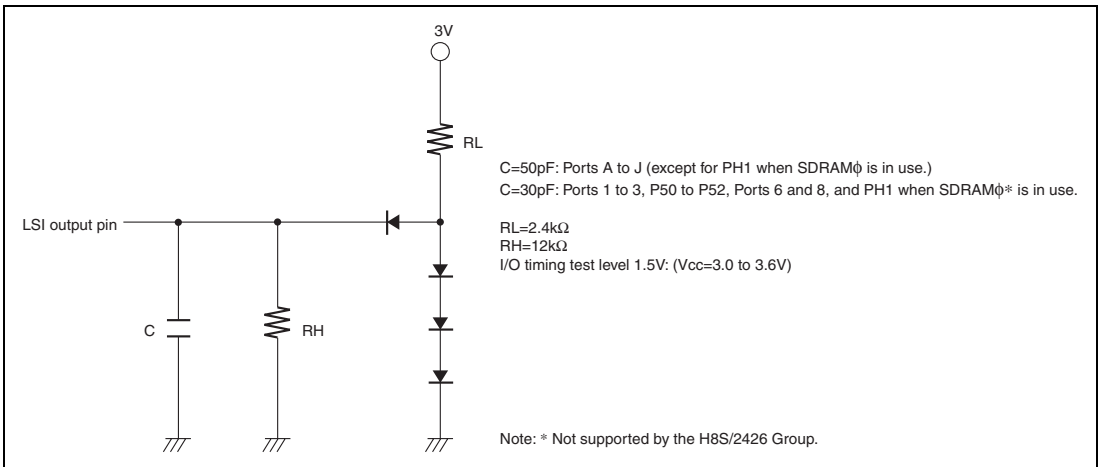 3V
RL
C=50pF: Ports A to J (except for PH1 when SDRAMϕ is in use.)
C=30pF: Ports 1 to 3, P50 to P52, Ports 6 and 8, and PH1 when SDRAMϕ* is in use.
LSI output pin
RL=2.4kΩ
RH=12kΩ
I/O timing test level 1.5V: (Vcc=3.0 to 3.6V)
C
RH
Note: * Not supported by the H8S/2426 Group.